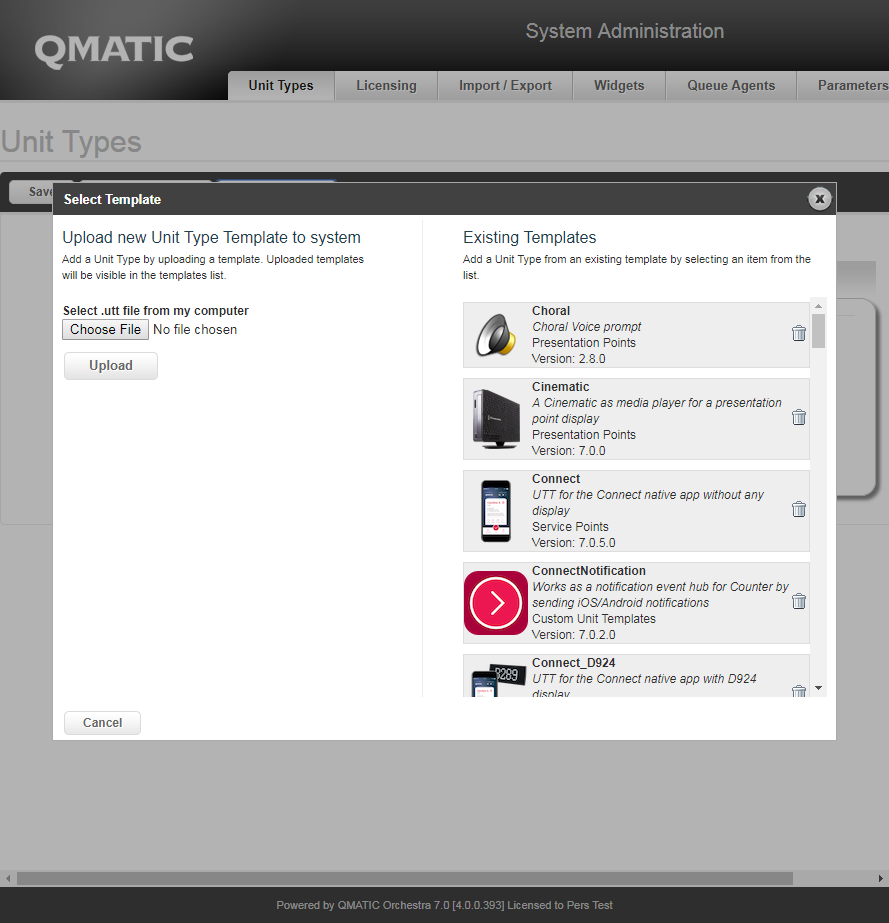 QMATIC
System Administration
Unit Types
Licensing
Import / Export
Widgets
Queue Agents
Parameters
Unit Types
Save
Select Template
x
Upload new Unit Type Template to system
Add a Unit Type by uploading a template. Uploaded templates
will be visible in the templates list.
Select .utt file from my computer
Choose File No file chosen
Upload
Existing Templates
Add a Unit Type from an existing template by selecting an item from the
list.
Choral
Choral Voice prompt
Presentation Points
Version: 2.8.0
Cinematic
A Cinematic as media player for a presentation
point display
Presentation Points
Version: 7.0.0
Connect
UTT for the Connect native app without any
display
Service Points
Version: 7.0.5.0
ConnectNotification
Works as a notification event hub for Counter by
sending iOS/Android notifications
Custom Unit Templates
Version: 7.0.2.0
Connect_D924
UTT for the Connect native app with D924
display
Cancel
Powered by QMATIC Orchestra 7.0 [4.0.0.393] Licensed to Pers Test